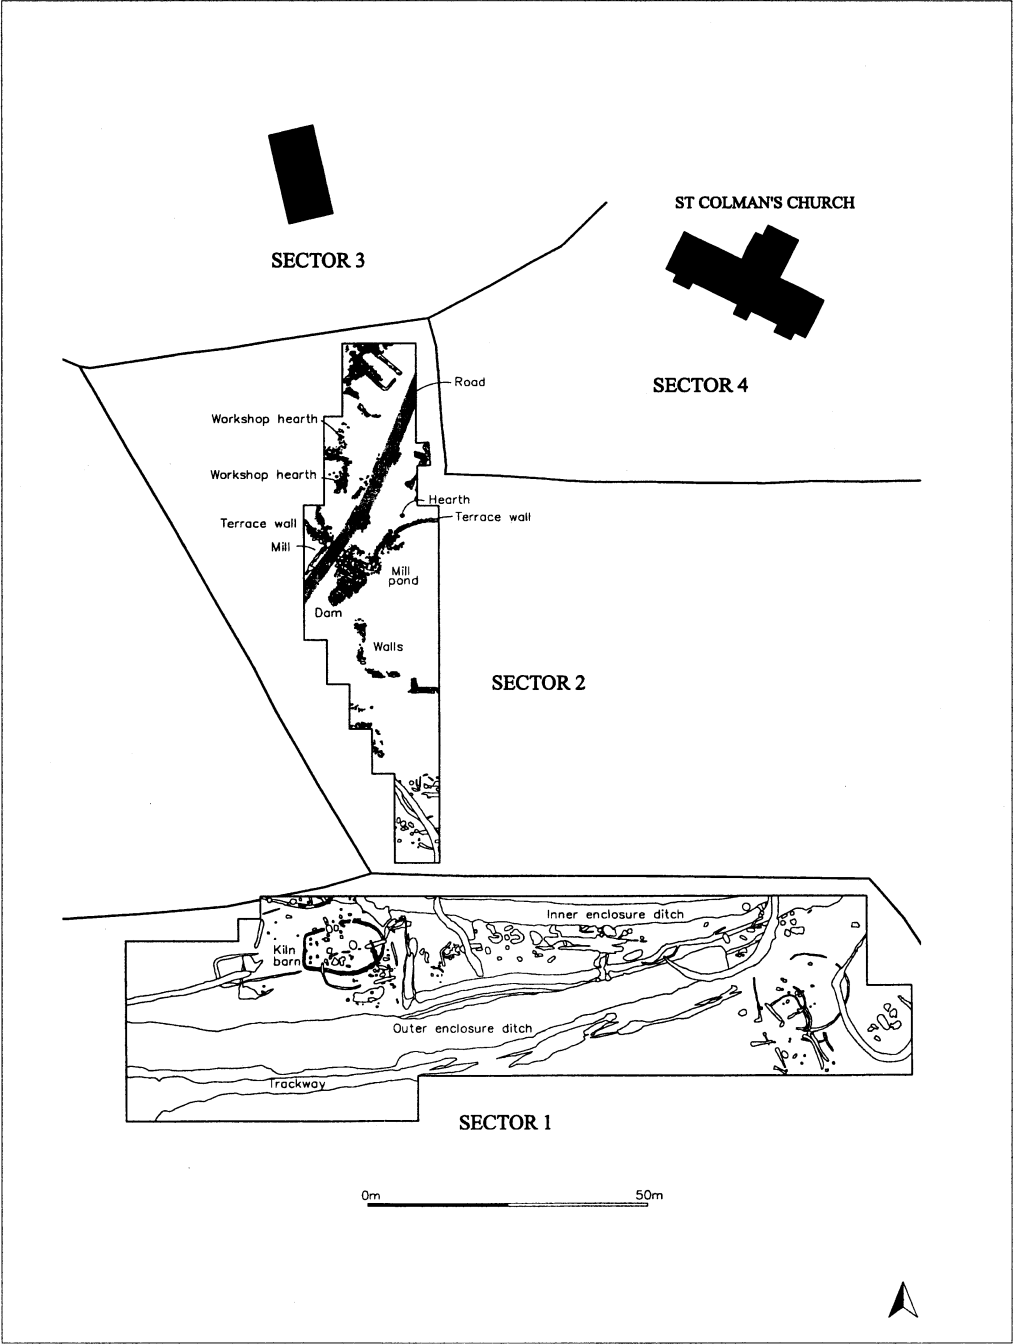 ST COLMAN'S CHURCH
SECTOR 3
Road
SECTOR 4
Workshop hearth
Workshop hearth
Hearth
Terrace wall
Terrace wall
Mill
Mill
pond
Dam
Walls
SECTOR 2
Inner enclosure ditch
Kiln
barn
Outer enclosure ditch
Trackway
SECTOR 1
0m
50m